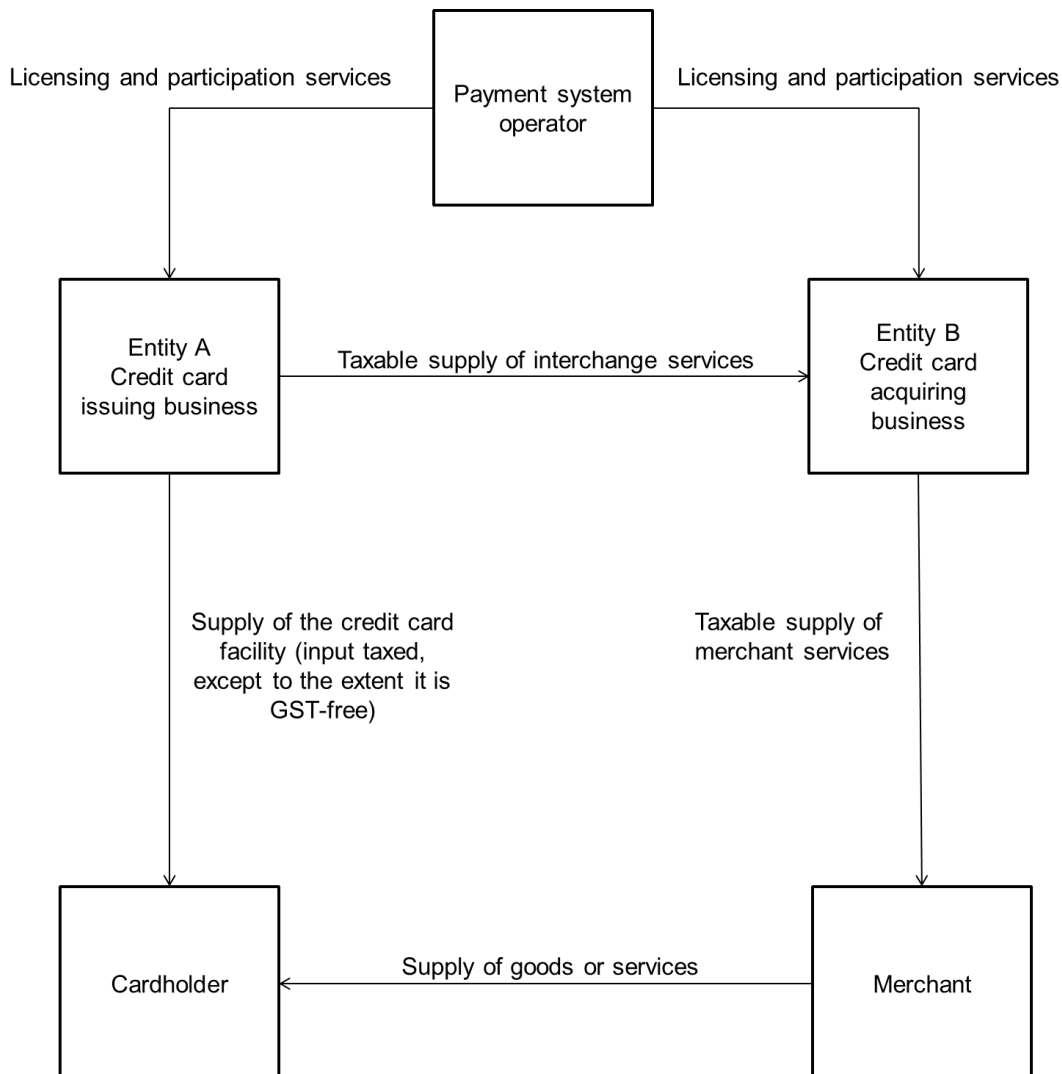 Licensing and participation services
Payment system
operator
Licensing and participation services
Entity A
Credit card
issuing business
Taxable supply of interchange services
Entity B
Credit card
acquiring
business
Supply of the credit card
facility (input taxed,
except to the extent it is
GST-free)
Taxable supply of
merchant services
Cardholder
Supply of goods or services
Merchant